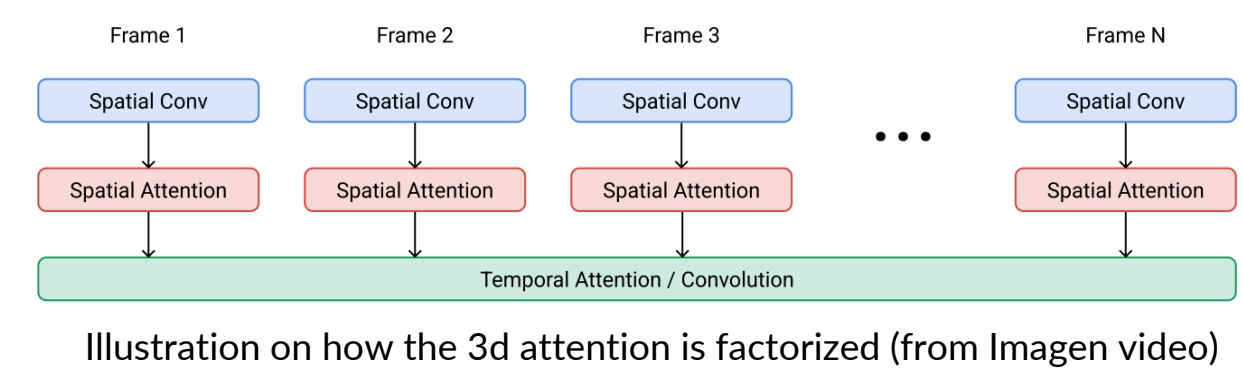 Frame 1 Frame 2 Frame 3 Frame N
Spatial Conv Spatial Conv Spatial Conv Spatial Conv
Spatial Attention Spatial Attention Spatial Attention Spatial Attention
Temporal Attention / Convolution
Illustration on how the 3d attention is factorized (from Imagen video)